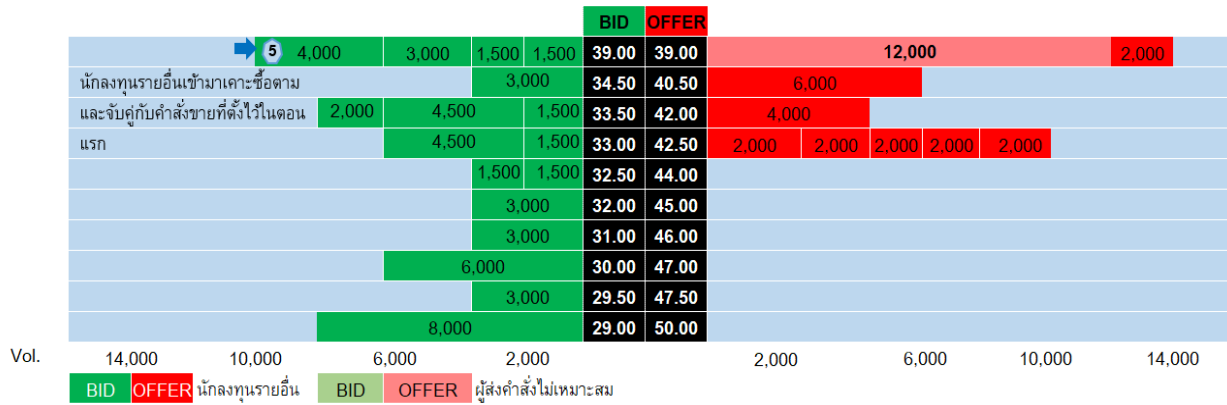 BID OFFER
5 4,000 3,000 1,500 1,500 39.00 39.00 12,000 2,000
นักลงทุนรายอื่นเข้ามาเคาะซื้อตาม 3,000 34.50 40.50 6,000
และจับคู่กับคำสั่งขายที่ตั้งไว้ในตอน 2,000 4,500 1,500 33.50 42.00 4,000
แรก 4,500 1,500 33.00 42.50 2,000 2,000 2,000 2,000 2,000
1,500 1,500 32.50 44.00
3,000 32.00 45.00
3,000 31.00 46.00
6,000 30.00 47.00
3,000 29.50 47.50
8,000 29.00 50.00
Vol. 14,000 10,000 6,000 2,000 2,000 6,000 10,000 14,000
BID OFFER นักลงทุนรายอื่น BID OFFER ผู้ส่งคำสั่งไม่เหมาะสม